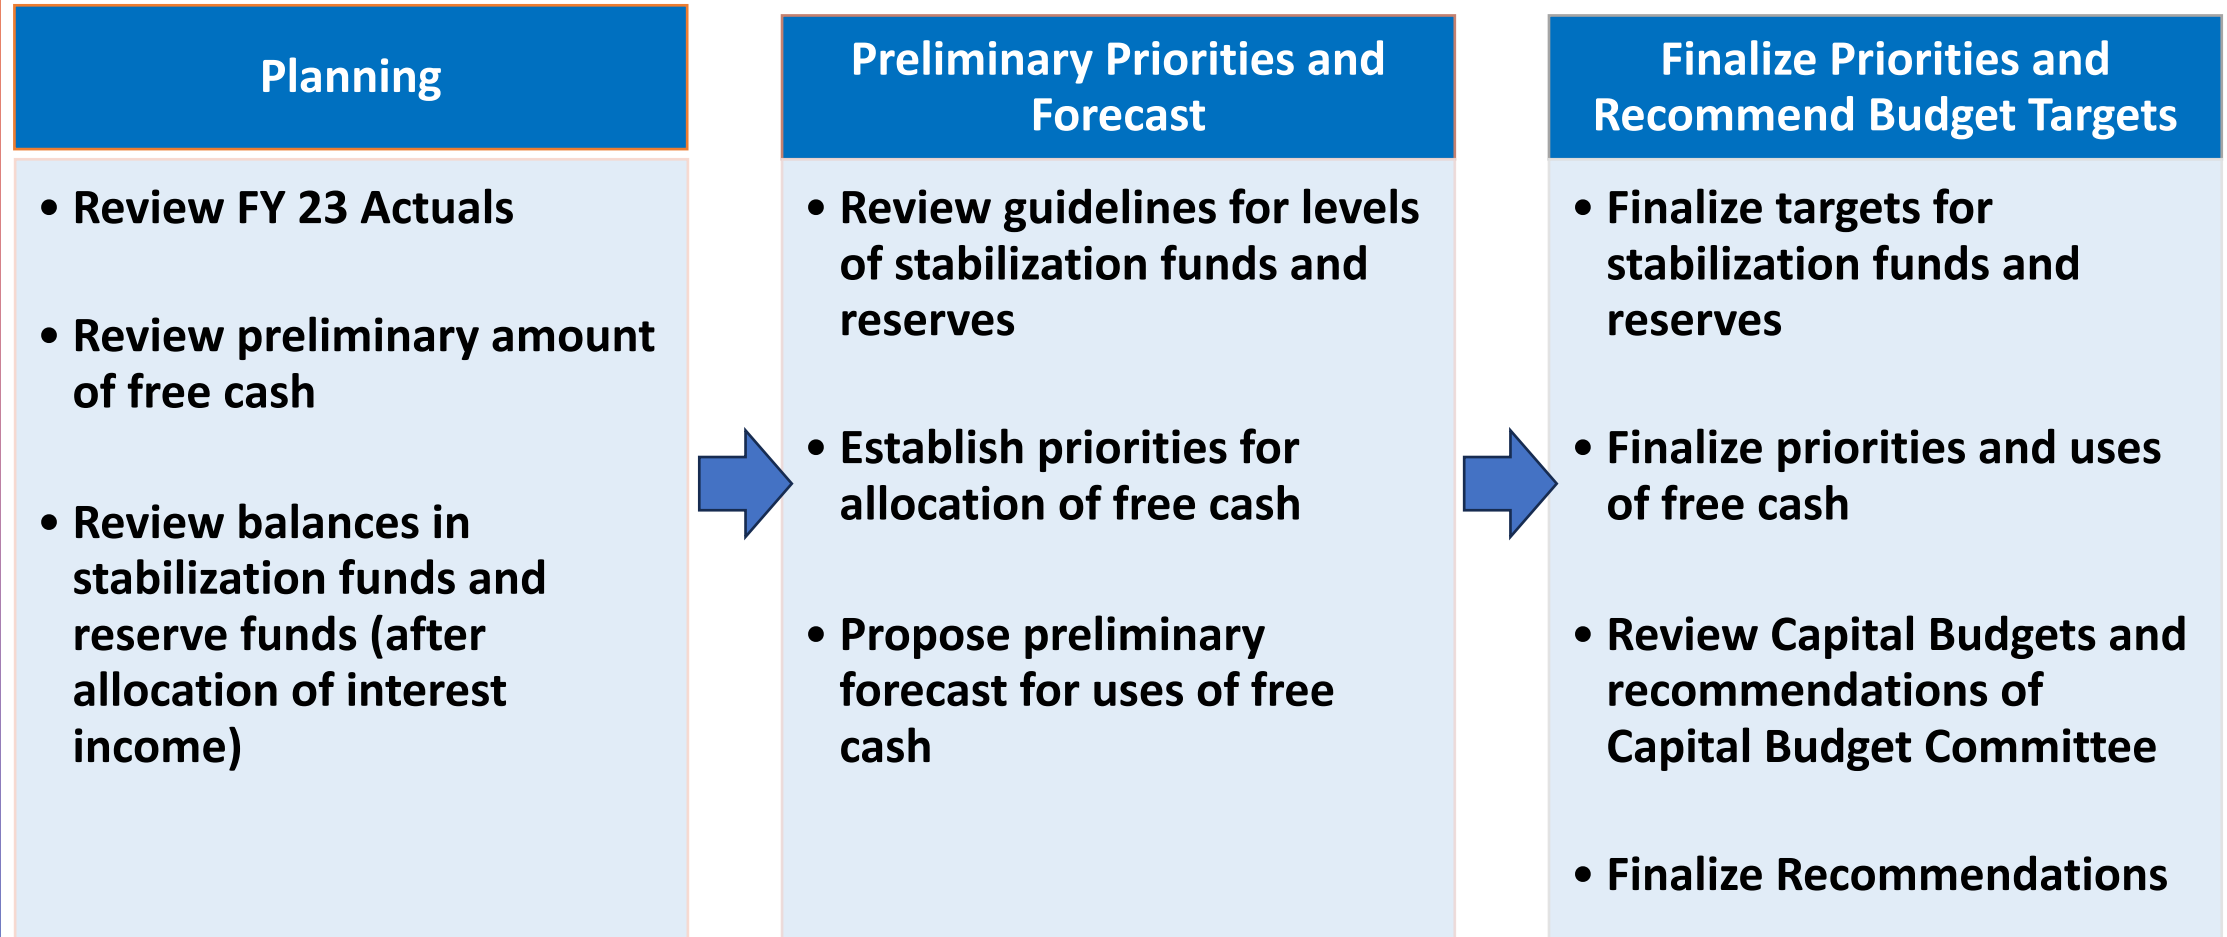 Planning
• Review FY 23 Actuals
• Review preliminary amount
of free cash
• Review balances in
stabilization funds and
reserve funds (after
allocation of interest
income)
Preliminary Priorities and
Forecast
• Review guidelines for levels
of stabilization funds and
reserves
• Establish priorities for
allocation of free cash
• Propose preliminary
forecast for uses of free
cash
Finalize Priorities and
Recommend Budget Targets
• Finalize targets for
stabilization funds and
reserves
• Finalize priorities and uses
of free cash
• Review Capital Budgets and
recommendations of
Capital Budget Committee
• Finalize Recommendations